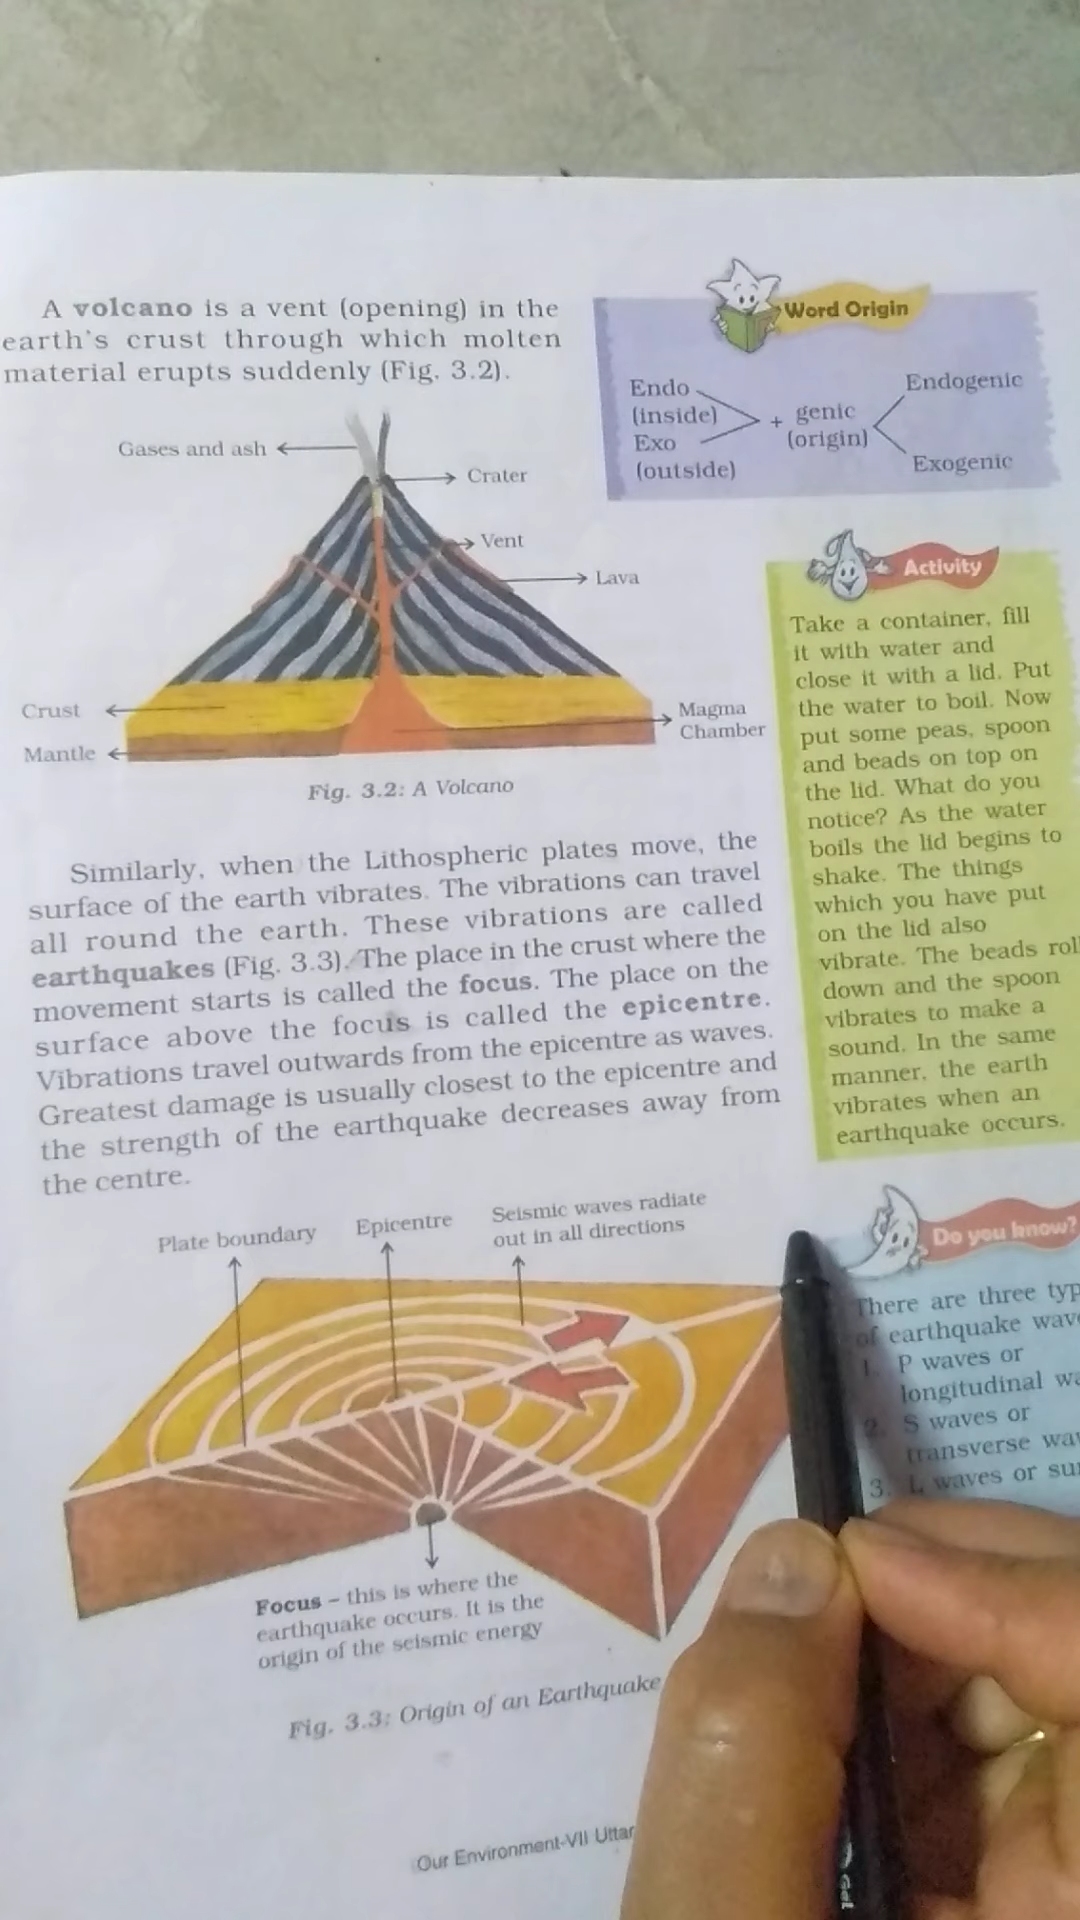 A volcano is a vent (opening) in the
earth's crust through which molten
material erupts suddenly (Fig. 3.2).
Gases and ash
Crater
Vent
Lava
Crust
Magma
Chamber
Mantle
Fig. 3.2: A Volcano
Similarly, when the Lithospheric plates move, the
surface of the earth vibrates. The vibrations can travel
all round the earth. These vibrations are called
earthquakes (Fig. 3.3). The place in the crust where the
movement starts is called the focus. The place on the
surface above the focus is called the epicentre.
Vibrations travel outwards from the epicentre as waves.
Greatest damage is usually closest to the epicentre and
the strength of the earthquake decreases away from
the centre.
Plate boundary
Epicentre
Seismic waves radiate
out in all directions
Focus – this is where the
earthquake occurs. It is the
origin of the seismic energy
Fig. 3.3: Origin of an Earthquake
Word Origin
Endo
(inside)
Exo
(outside)
+ genic
(origin)
Endogenic
Exogenic
Activity
Take a container, fill
it with water and
close it with a lid. Put
the water to boil. Now
put some peas, spoon
and beads on top on
the lid. What do you
notice? As the water
boils the lid begins to
shake. The things
which you have put
on the lid also
vibrate. The beads roll
down and the spoon
vibrates to make a
sound. In the same
manner, the earth
vibrates when an
earthquake occurs.
Do you know?
There are three
of earthquake
1. P waves or
longitudinal
2. S waves or
transverse
3. L waves or
Our Environment-VII
Gel